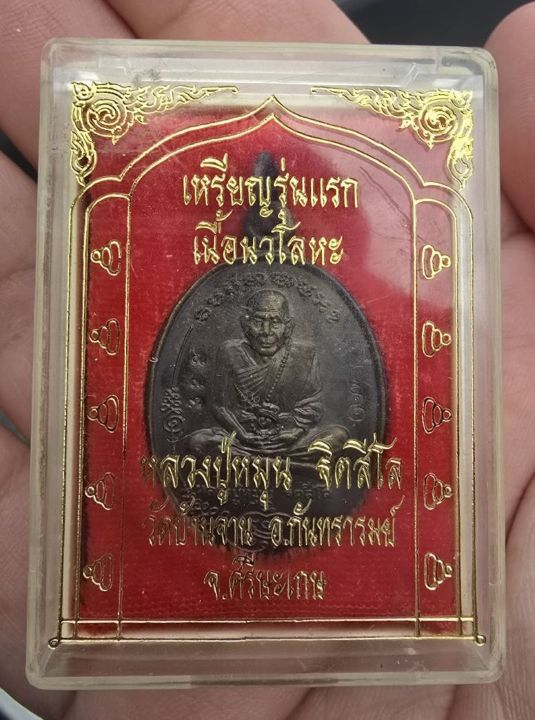 เหรียญรุ่นแรก
เนื้อนวโลหะ
หลวงปู่หมุน ฐิตสีโล
วัดบ้านจาน อ.กันทรารมย์
จ.ศรีษะเกษ